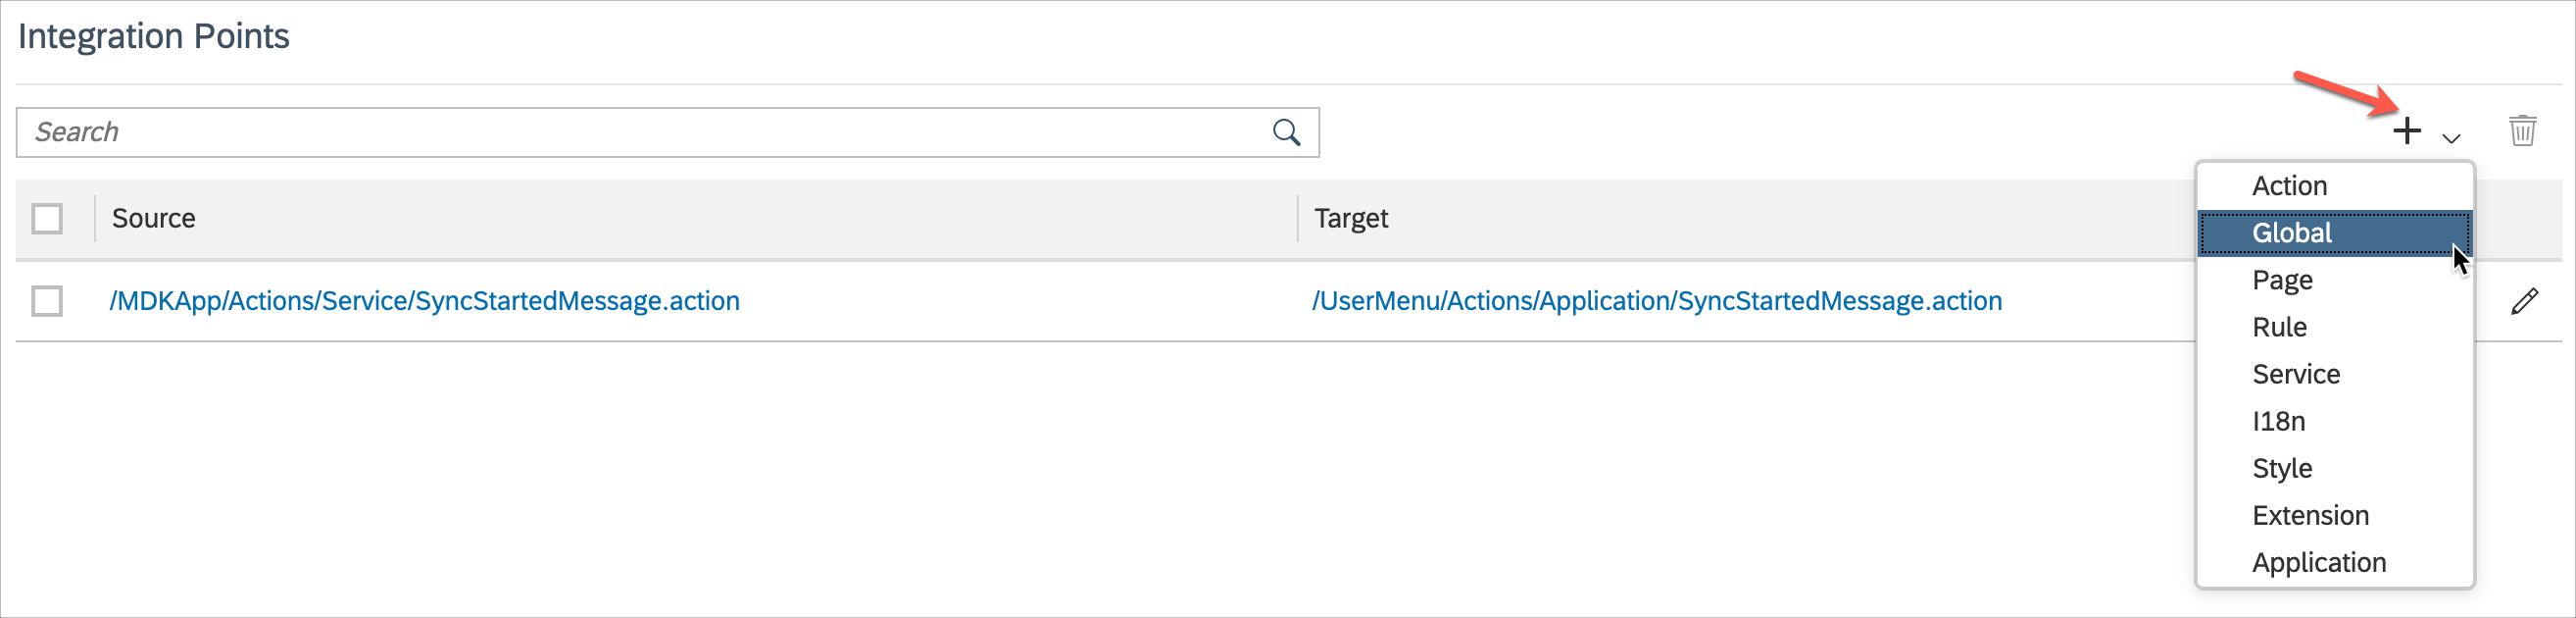 Integration Points
Search
Source
Target
/MDKApp/Actions/Service/SyncStartedMessage.action
/UserMenu/Actions/Application/SyncStartedMessage.action
Action
Global
Page
Rule
Service
I18n
Style
Extension
Application